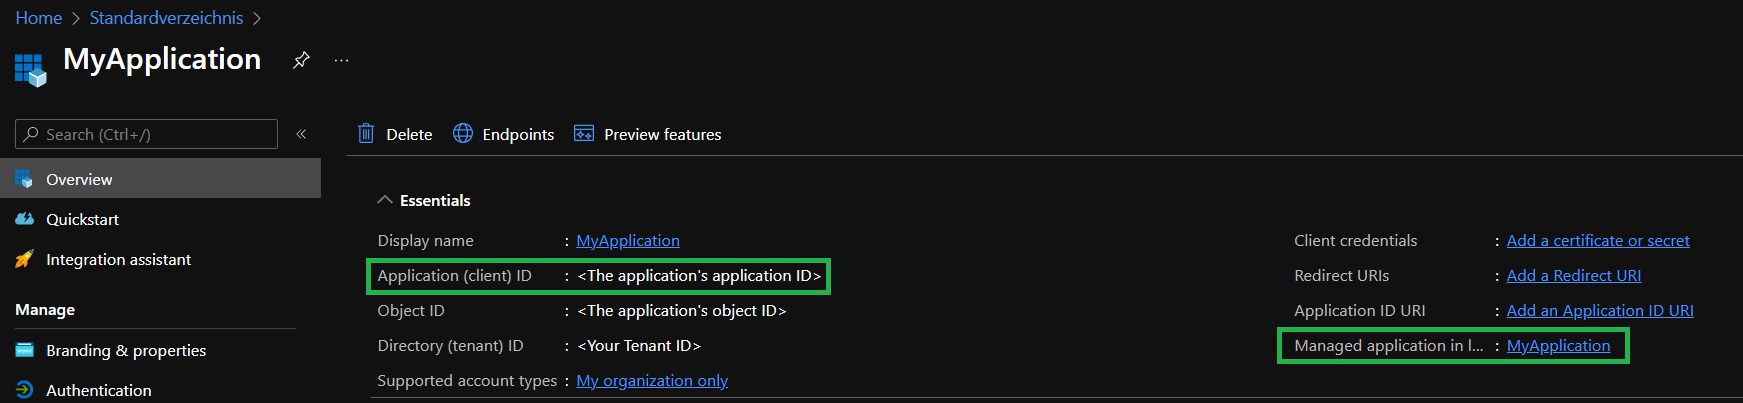 Home > Standardverzeichnis >
MyApplication ...
Search (Ctrl+/) «
Delete Endpoints Preview features
Overview
Quickstart
Integration assistant
Manage
Branding & properties
Authentication
Essentials
Display name : MyApplication
Application (client) ID : <The application's application ID>
Object ID : <The application's object ID>
Directory (tenant) ID : <Your Tenant ID>
Supported account types : My organization only
Client credentials : Add a certificate or secret
Redirect URIs : Add a Redirect URI
Application ID URI : Add an Application ID URI
Managed application in l... : MyApplication